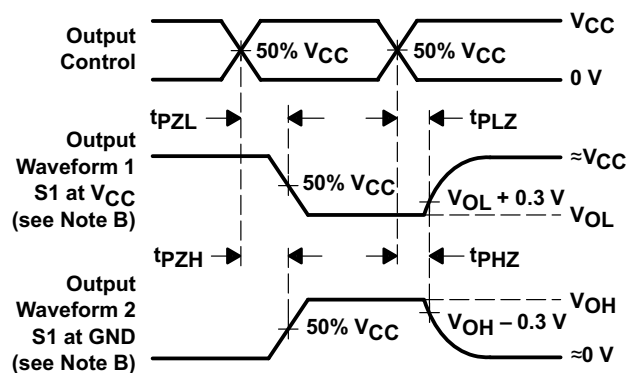 Output
Control
50% VCC
50% VCC
VCC
0 V
tPZL
tPLZ
Output
Waveform 1
S1 at VCC
(see Note B)
50% VCC
≈VCC
VOL + 0.3 V
VOL
tPZH
tPHZ
Output
Waveform 2
S1 at GND
(see Note B)
50% VCC
VOH
VOH – 0.3 V
≈0 V